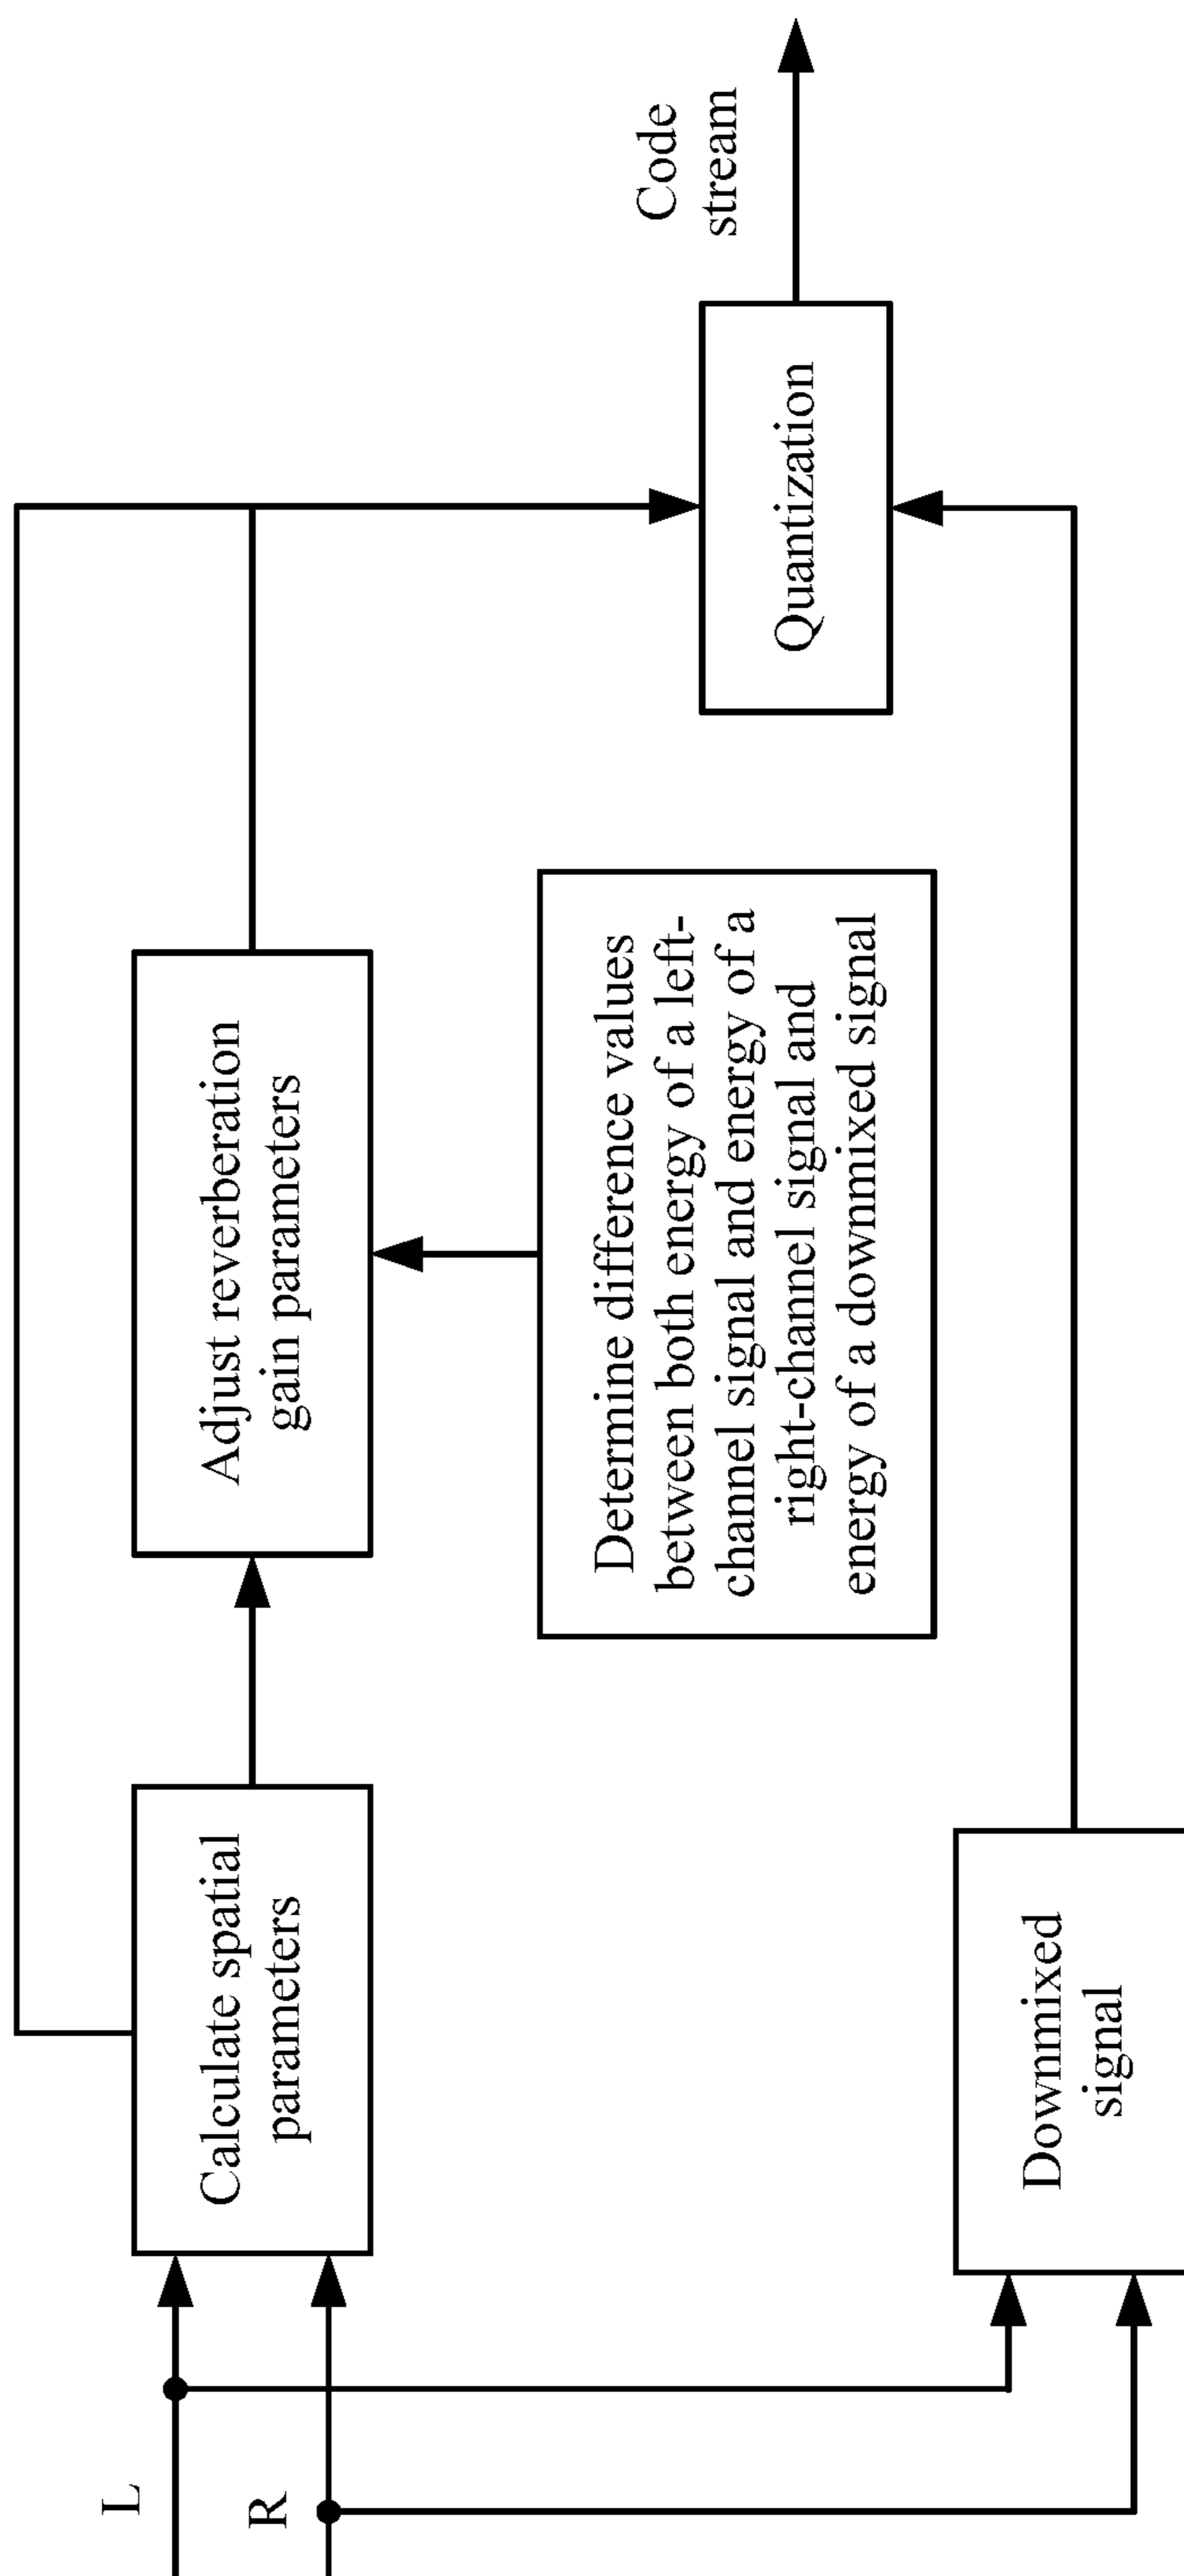 L
R
Calculate spatial
parameters
Adjust reverberation
gain parameters
Determine difference values
between both energy of a left-
channel signal and energy of a
right-channel signal and
energy of a downmixed signal
Downmixed
signal
Quantization
Code
stream